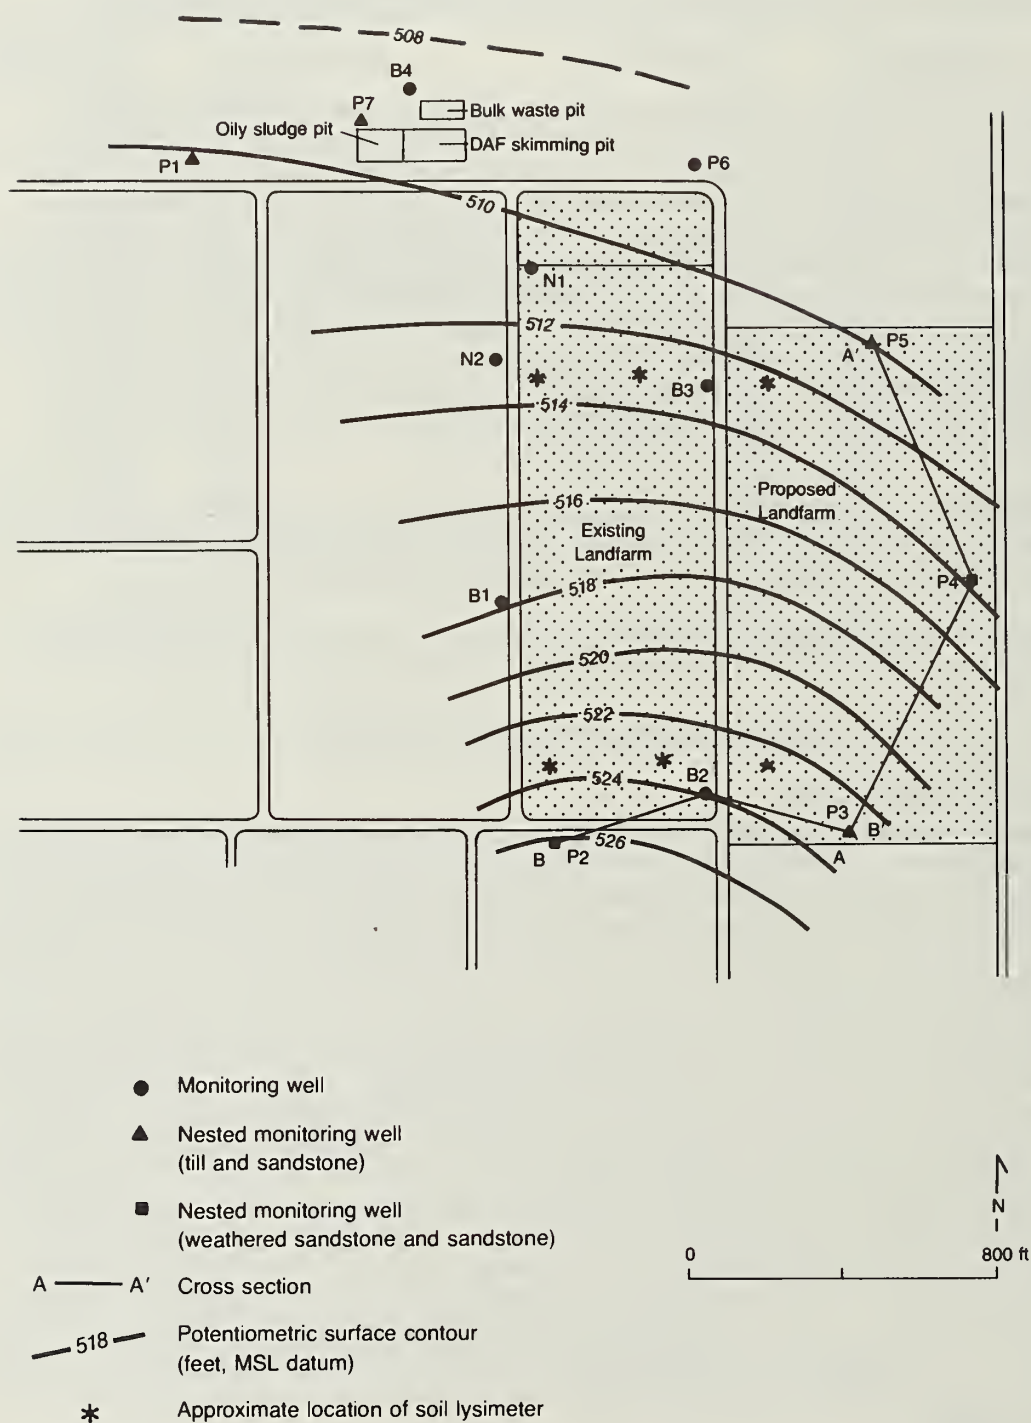 508
B4
P7
Bulk waste pit
Oily sludge pit
DAF skimming pit
P1
P6
510
N1
512
P5
A'
N2
B3
514
Proposed
Landfarm
516
Existing
Landfarm
P4
B1
518
520
522
524
B2
P3
B'
A
B
P2
526
Monitoring well
Nested monitoring well
(till and sandstone)
Nested monitoring well
(weathered sandstone and sandstone)
N
0
800 ft
A
A'
Cross section
518
Potentiometric surface contour
(feet, MSL datum)
Approximate location of soil lysimeter